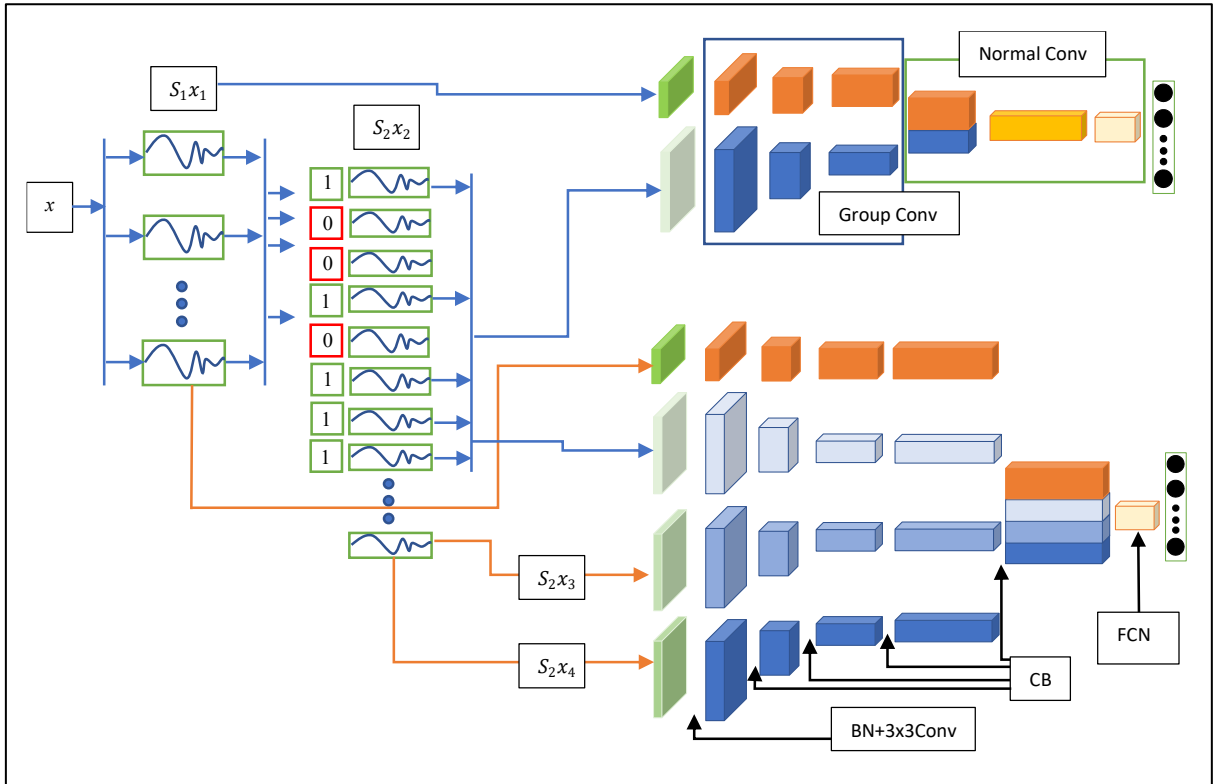 Normal Conv
S₁x₁
S₂x₂
x
1
0
0
1
0
1
1
1
Group Conv
S₂x₃
S₂x₄
FCN
CB
BN+3x3Conv